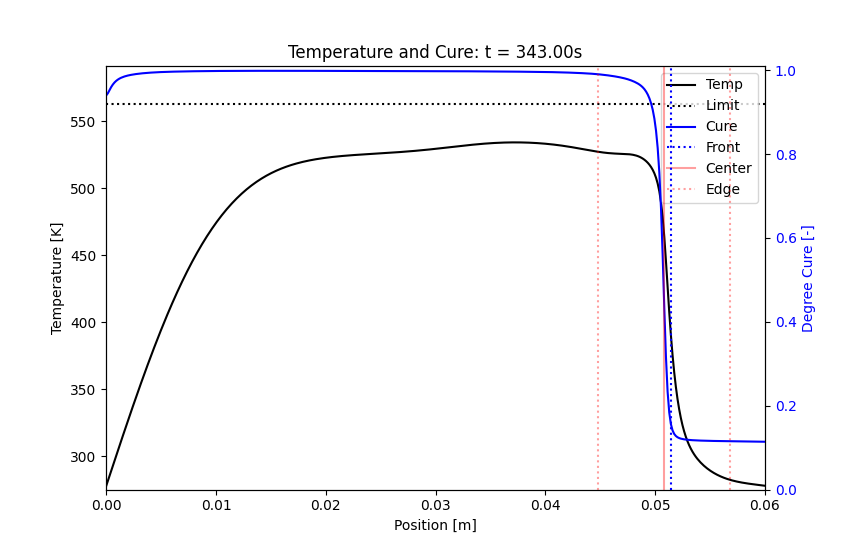 Temperature and Cure: t = 343.00s
Temperature [K]
550
500
450
400
350
300
1.0
0.8
0.6
0.4
0.2
0.0
Degree Cure [-]
Temp
Limit
Cure
Front
Center
Edge
0.00 0.01 0.02 0.03 0.04 0.05 0.06
Position [m]